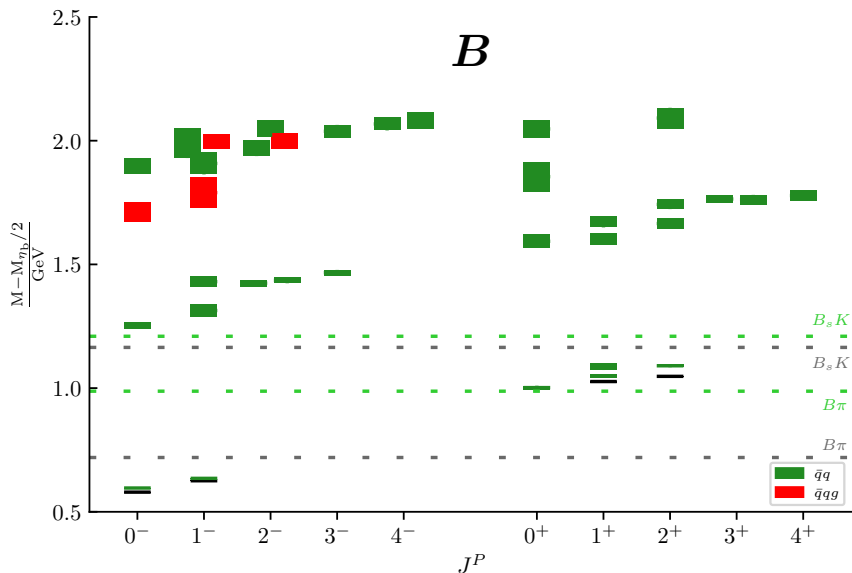 B
2.5
2.0
1.5
1.0
0.5
M−M_{η_b}/2
GeV
B_sK
B_sK
Bπ
Bπ
q̄q
q̄qg
0⁻ 1⁻ 2⁻ 3⁻ 4⁻ 0⁺ 1⁺ 2⁺ 3⁺ 4⁺
J^P